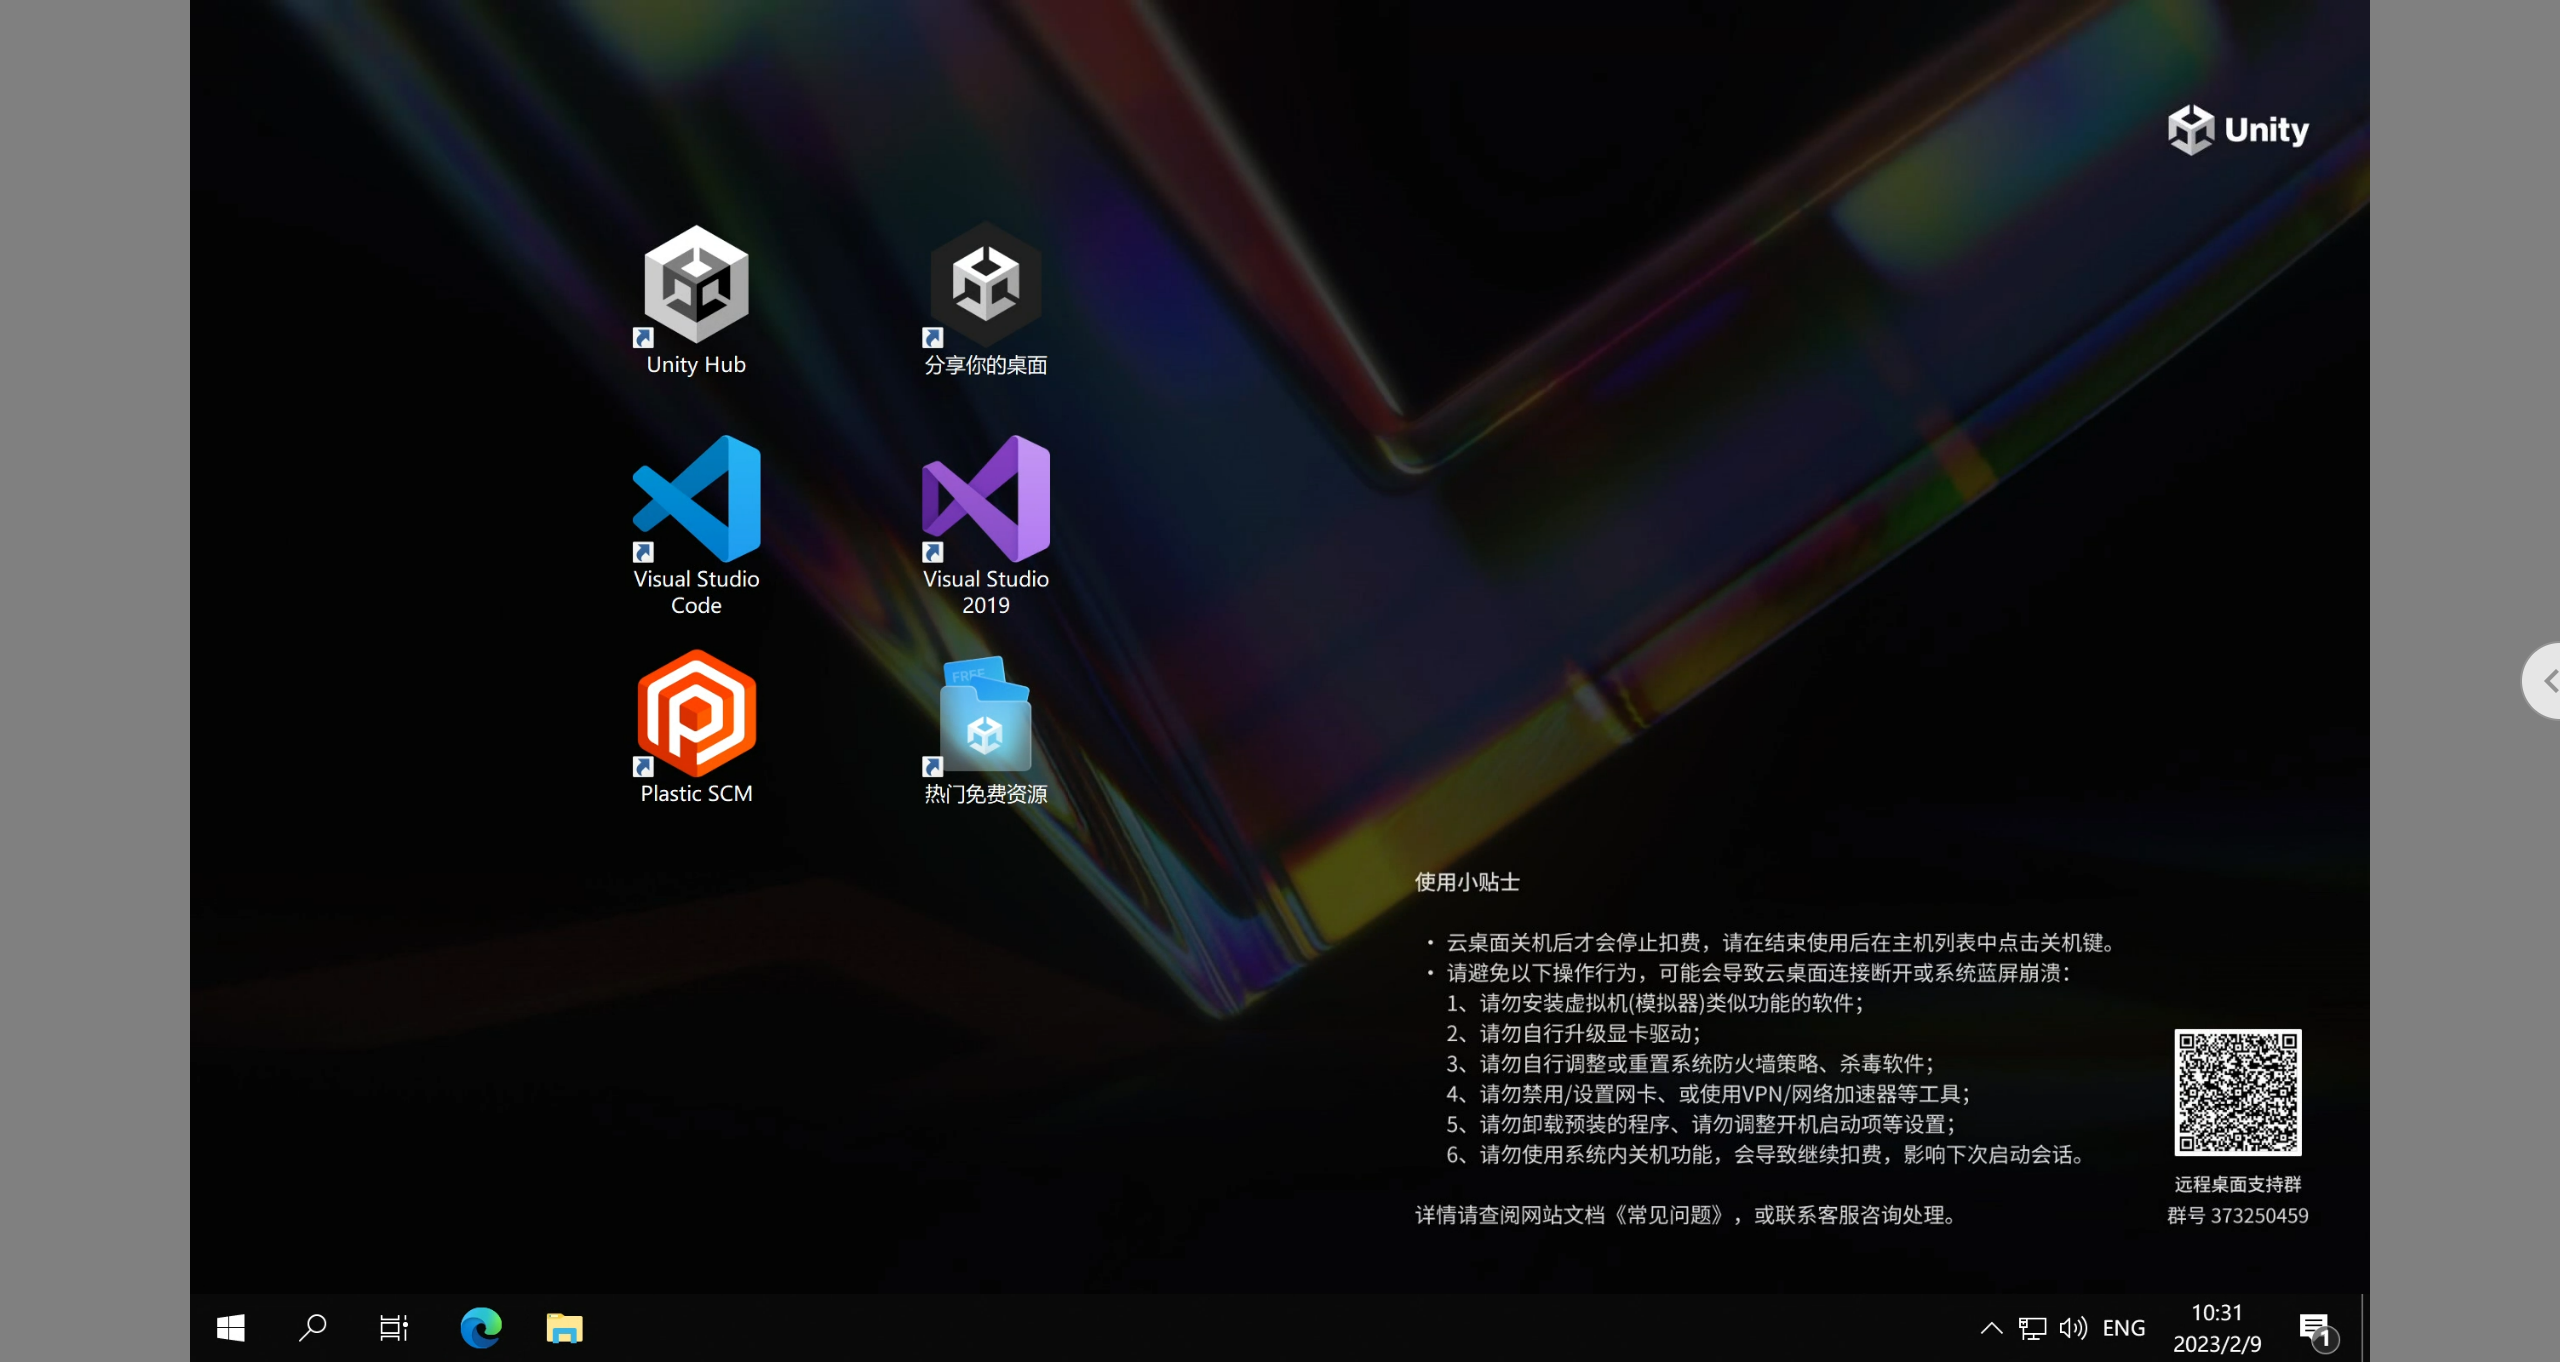 Unity
Unity Hub
分享你的桌面
Visual Studio
Code
Visual Studio
2019
FREE
Plastic SCM
热门免费资源
使用小贴士
· 云桌面关机后才会停止扣费，请在结束使用后在主机列表中点击关机键。
· 请避免以下操作行为，可能会导致云桌面连接断开或系统蓝屏崩溃：
1、请勿安装虚拟机(模拟器)类似功能的软件；
2、请勿自行升级显卡驱动；
3、请勿自行调整或重置系统防火墙策略、杀毒软件；
4、请勿禁用/设置网卡、或使用VPN/网络加速器等工具；
5、请勿卸载预装的程序、请勿调整开机启动项等设置；
6、请勿使用系统内关机功能，会导致继续扣费，影响下次启动会话。
详情请查阅网站文档《常见问题》，或联系客服咨询处理。
远程桌面支持群
群号 373250459
ENG
10:31
2023/2/9
1